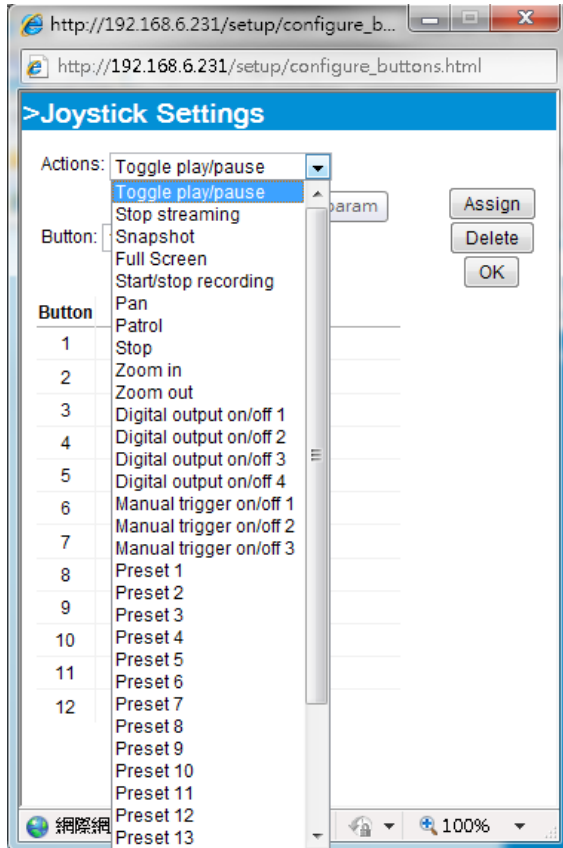 http://192.168.6.231/setup/configure_b...
http://192.168.6.231/setup/configure_buttons.html
>Joystick Settings
Actions: Toggle play/pause
Toggle play/pause
param
Assign
Stop streaming
Button:
Snapshot
Delete
Full Screen
OK
Start/stop recording
Button
Pan
Patrol
1
Stop
2
Zoom in
Zoom out
3
Digital output on/off 1
4
Digital output on/off 2
Digital output on/off 3
5
Digital output on/off 4
6
Manual trigger on/off 1
Manual trigger on/off 2
7
Manual trigger on/off 3
8
Preset 1
Preset 2
9
Preset 3
10
Preset 4
Preset 5
11
Preset 6
12
Preset 7
Preset 8
Preset 9
Preset 10
Preset 11
Preset 12
網際網
100%
Preset 13